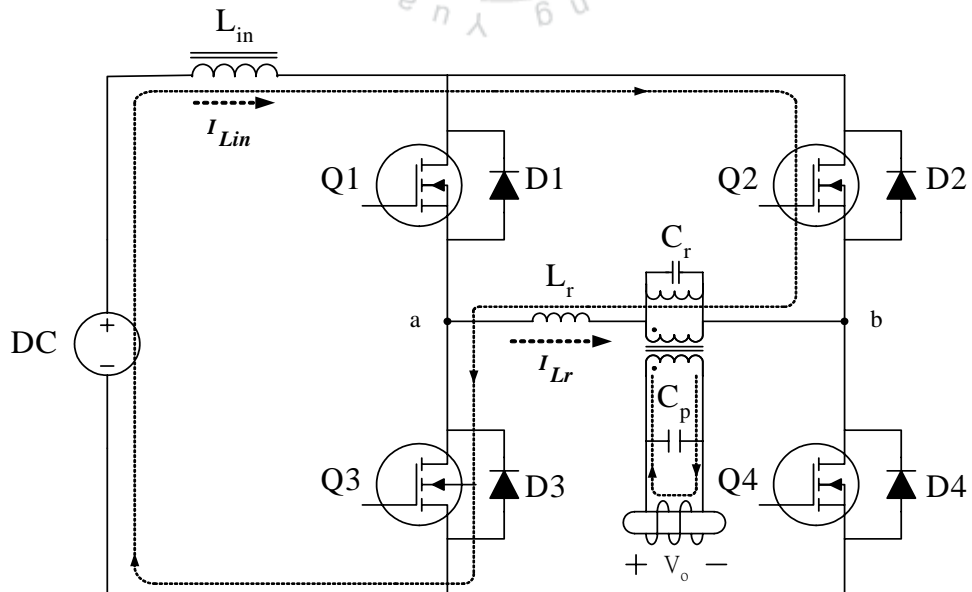 L_in
I_Lin
Q1
D1
Q2
D2
C_r
L_r
a
b
DC
+
−
I_Lr
C_p
Q3
D3
Q4
D4
+ V_o −